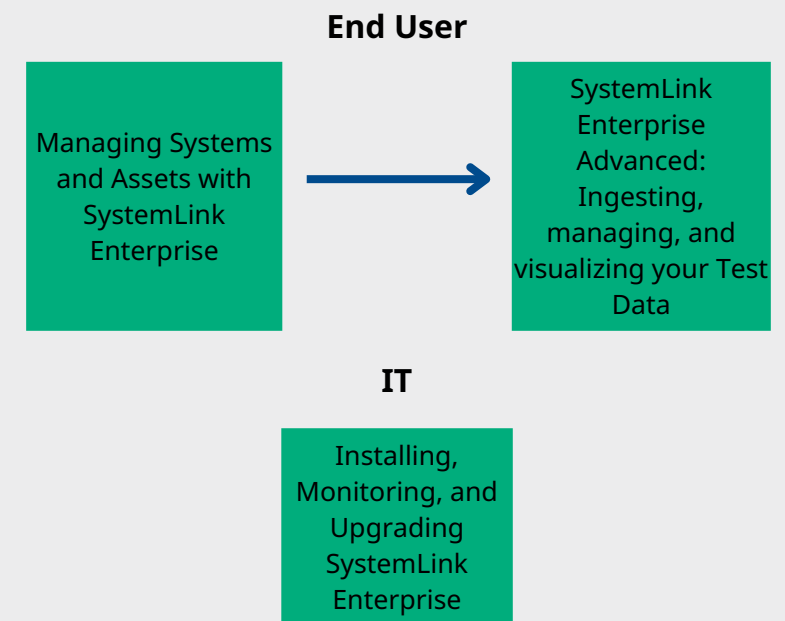 End User
Managing Systems
and Assets with
SystemLink
Enterprise
SystemLink
Enterprise
Advanced:
Ingesting,
managing, and
visualizing your Test
Data
IT
Installing,
Monitoring, and
Upgrading
SystemLink
Enterprise